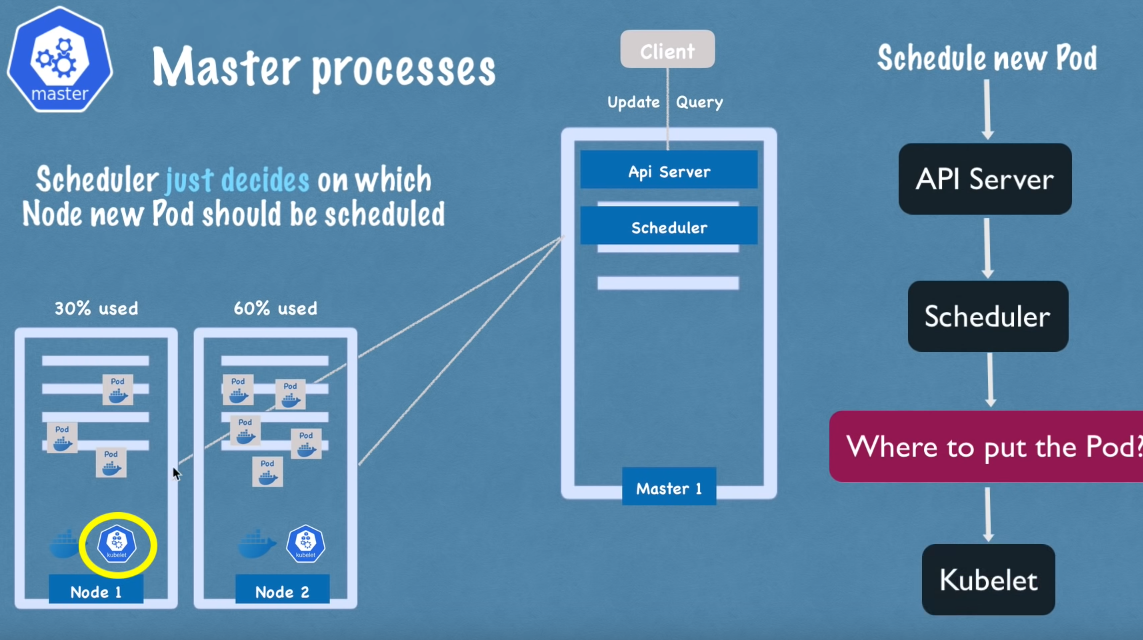 master
Master processes
Scheduler just decides on which
Node new Pod should be scheduled
30% used
60% used
Pod
Pod
Pod
Node 1
kubelet
Pod
Pod
Pod
Pod
Pod
kubelet
Node 2
Client
Update
Query
Api Server
Scheduler
Master 1
Schedule new Pod
API Server
Scheduler
Where to put the Pod?
Kubelet